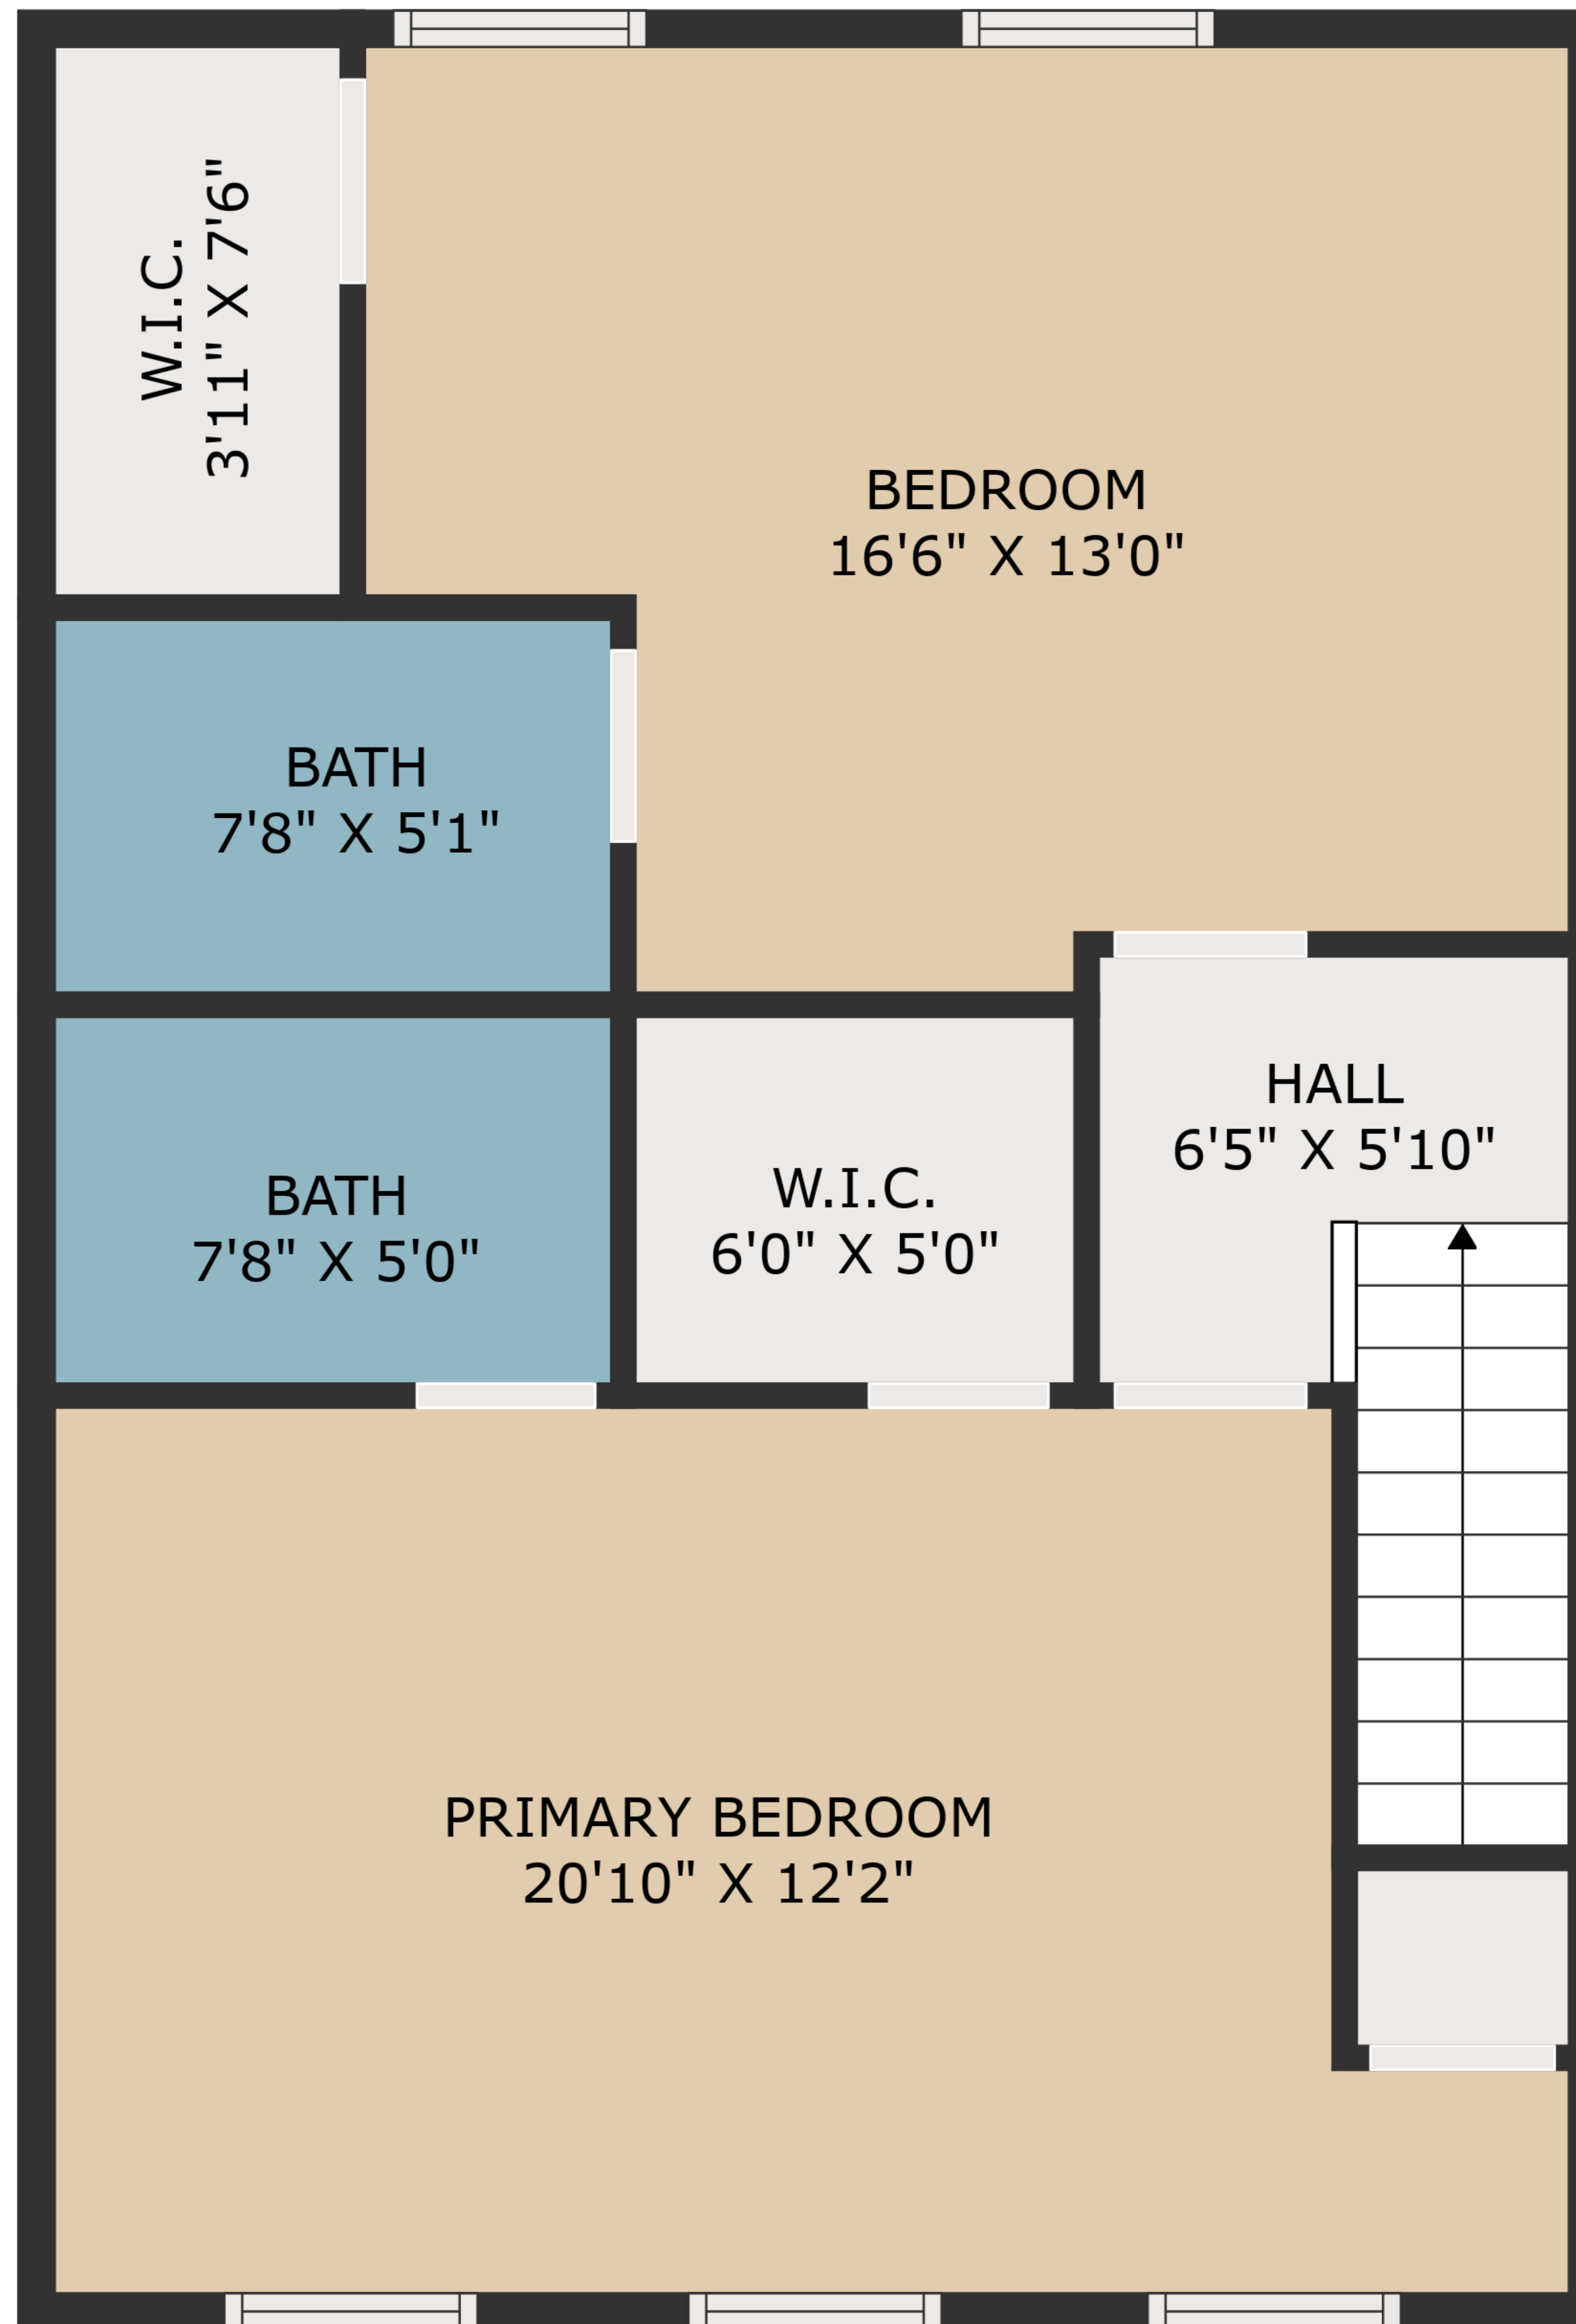 W.I.C.
3'11" X 7'6"
BEDROOM
16'6" X 13'0"
BATH
7'8" X 5'1"
HALL
6'5" X 5'10"
BATH
7'8" X 5'0"
W.I.C.
6'0" X 5'0"
PRIMARY BEDROOM
20'10" X 12'2"